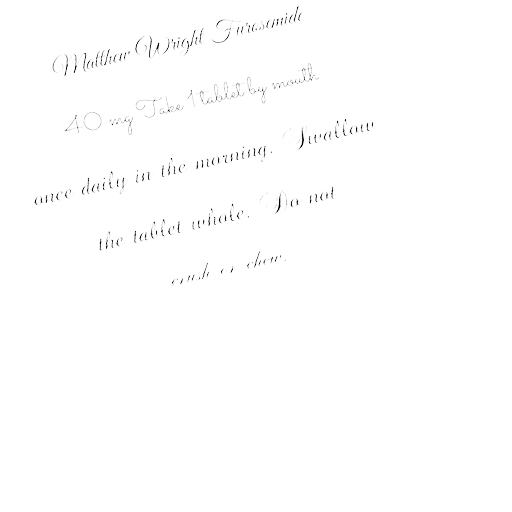 Matthew Wright Furosemide
40 mg Take 1 tablet by mouth
once daily in the morning. Swallow
the tablet whole. Do not
crush or chew.